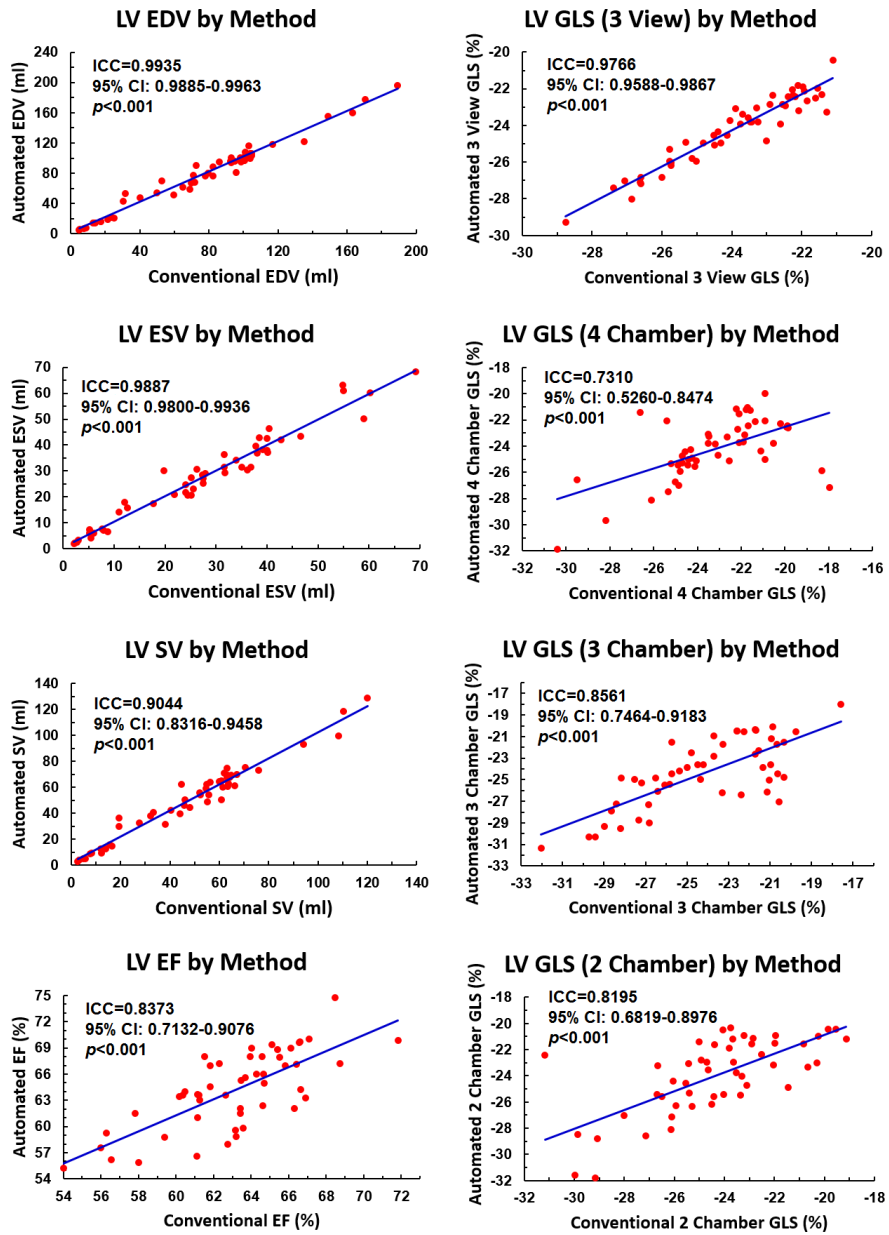 LV EDV by Method
ICC=0.9935
95% CI: 0.9885-0.9963
p<0.001
Automated EDV (ml)
240
200
160
120
80
40
0
0 40 80 120 160 200
Conventional EDV (ml)
LV GLS (3 View) by Method
ICC=0.9766
95% CI: 0.9588-0.9867
p<0.001
Automated 3 View GLS (%)
-20
-22
-24
-26
-28
-30
-30 -28 -26 -24 -22 -20
Conventional 3 View GLS (%)
LV ESV by Method
ICC=0.9887
95% CI: 0.9800-0.9936
p<0.001
Automated ESV (ml)
70
60
50
40
30
20
10
0
0 10 20 30 40 50 60 70
Conventional ESV (ml)
LV GLS (4 Chamber) by Method
ICC=0.7310
95% CI: 0.5260-0.8474
p<0.001
Automated 4 Chamber GLS (%)
-18
-20
-22
-24
-26
-28
-30
-32
-32 -30 -28 -26 -24 -22 -20 -18 -16
Conventional 4 Chamber GLS (%)
LV SV by Method
ICC=0.9044
95% CI: 0.8316-0.9458
p<0.001
Automated SV (ml)
140
120
100
80
60
40
20
0
0 20 40 60 80 100 120 140
Conventional SV (ml)
LV GLS (3 Chamber) by Method
ICC=0.8561
95% CI: 0.7464-0.9183
p<0.001
Automated 3 Chamber GLS (%)
-17
-19
-21
-23
-25
-27
-29
-31
-33
-33 -31 -29 -27 -25 -23 -21 -19 -17
Conventional 3 Chamber GLS (%)
LV EF by Method
ICC=0.8373
95% CI: 0.7132-0.9076
p<0.001
Automated EF (%)
75
72
69
66
63
60
57
54
54 56 58 60 62 64 66 68 70 72
Conventional EF (%)
LV GLS (2 Chamber) by Method
ICC=0.8195
95% CI: 0.6819-0.8976
p<0.001
Automated 2 Chamber GLS (%)
-18
-20
-22
-24
-26
-28
-30
-32
-32 -30 -28 -26 -24 -22 -20 -18
Conventional 2 Chamber GLS (%)